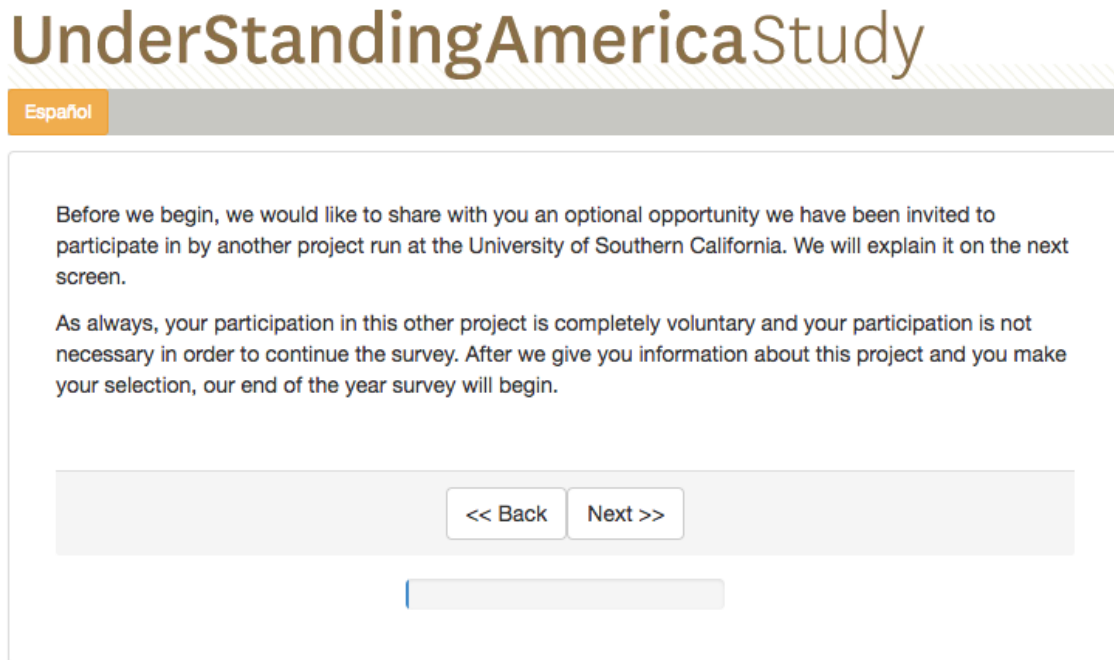 UnderStandingAmericaStudy
Español
Before we begin, we would like to share with you an optional opportunity we have been invited to
participate in by another project run at the University of Southern California. We will explain it on the next
screen.
As always, your participation in this other project is completely voluntary and your participation is not
necessary in order to continue the survey. After we give you information about this project and you make
your selection, our end of the year survey will begin.
<< Back Next >>